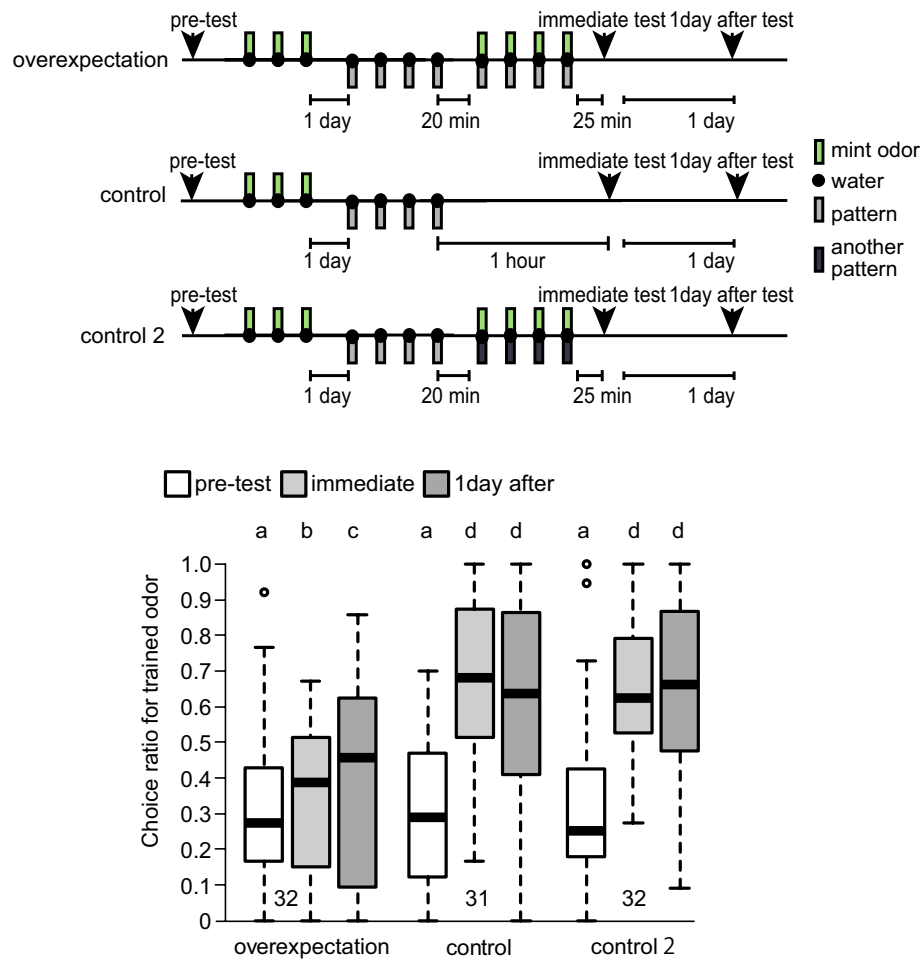 pre-test immediate test 1day after test
overexpectation
1 day 20 min 25 min 1 day
pre-test immediate test 1day after test
control
1 day 1 hour 1 day
pre-test immediate test 1day after test
control 2
1 day 20 min 25 min 1 day
mint odor
water
pattern
another
pattern
pre-test immediate 1day after
a b c a d d a d d
Choice ratio for trained odor
1.0
0.9
0.8
0.7
0.6
0.5
0.4
0.3
0.2
0.1
0
32 31 32
overexpectation control control 2